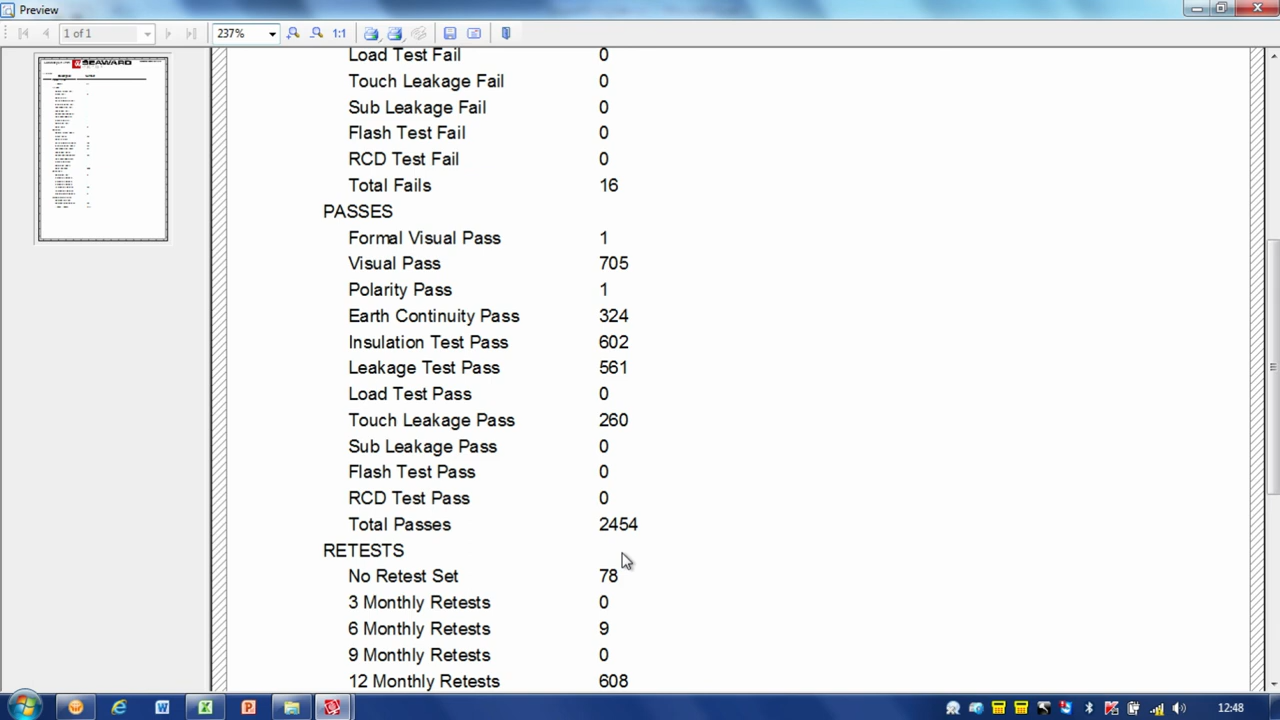 Preview
1 of 1
237%
1:1
SEAWARD
Load Test Fail 0
Touch Leakage Fail 0
Sub Leakage Fail 0
Flash Test Fail 0
RCD Test Fail 0
Total Fails 16
PASSES
Formal Visual Pass 1
Visual Pass 705
Polarity Pass 1
Earth Continuity Pass 324
Insulation Test Pass 602
Leakage Test Pass 561
Load Test Pass 0
Touch Leakage Pass 260
Sub Leakage Pass 0
Flash Test Pass 0
RCD Test Pass 0
Total Passes 2454
RETESTS
No Retest Set 78
3 Monthly Retests 0
6 Monthly Retests 9
9 Monthly Retests 0
12 Monthly Retests 608
12:48